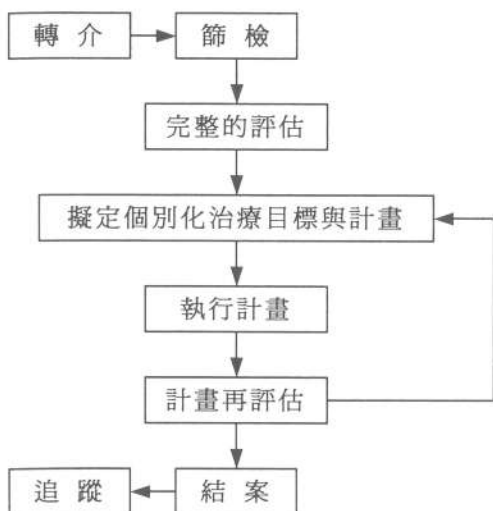 轉介
篩檢
完整的評估
擬定個別化治療目標與計畫
執行計畫
計畫再評估
結案
追蹤